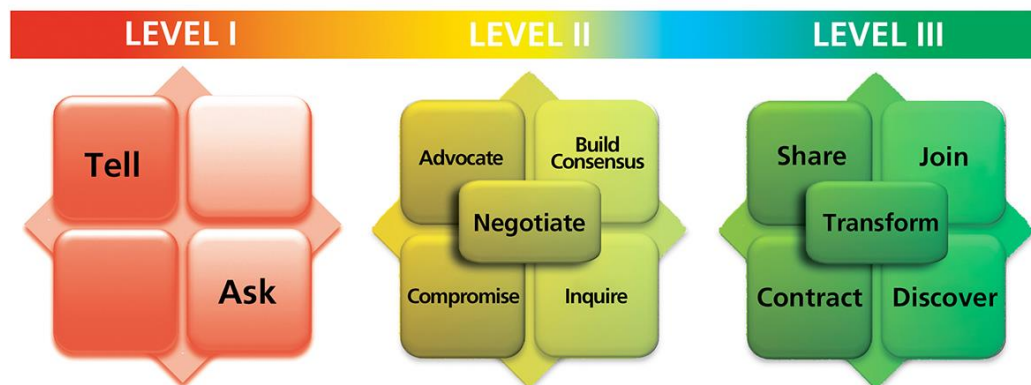 LEVEL I
LEVEL II
LEVEL III
Tell
Ask
Advocate
Build
Consensus
Negotiate
Compromise
Inquire
Share
Join
Transform
Contract
Discover